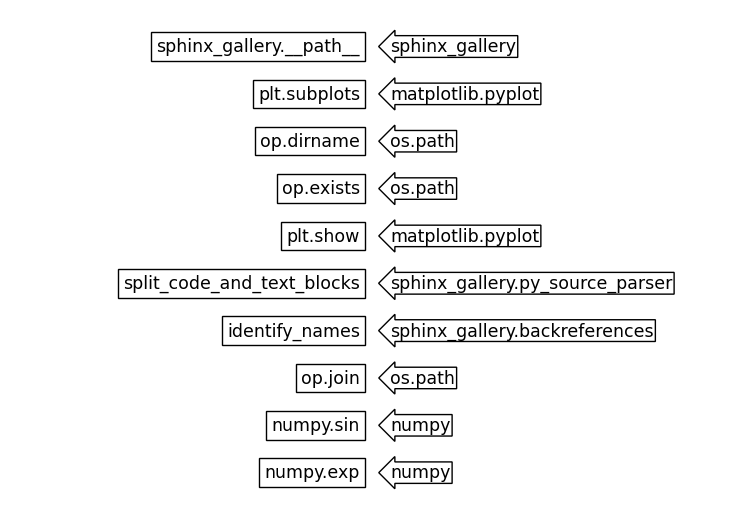 sphinx_gallery.__path__ sphinx_gallery
plt.subplots matplotlib.pyplot
op.dirname os.path
op.exists os.path
plt.show matplotlib.pyplot
split_code_and_text_blocks sphinx_gallery.py_source_parser
identify_names sphinx_gallery.backreferences
op.join os.path
numpy.sin numpy
numpy.exp numpy